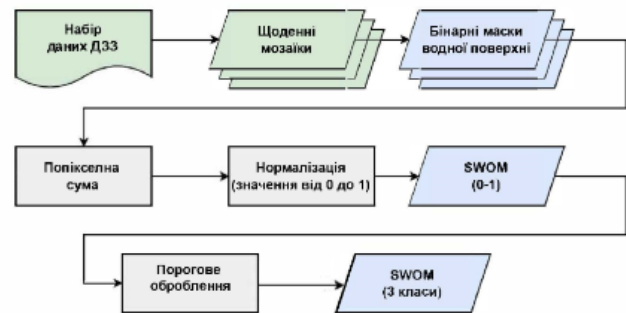 Набір
даних ДЗЗ
Щоденні
мозаїки
Бінарні маски
водної поверхні
Попікселна
сума
Нормалізація
(значення від 0 до 1)
SWOM
(0-1)
Порогове
оброблення
SWOM
(3 класи)